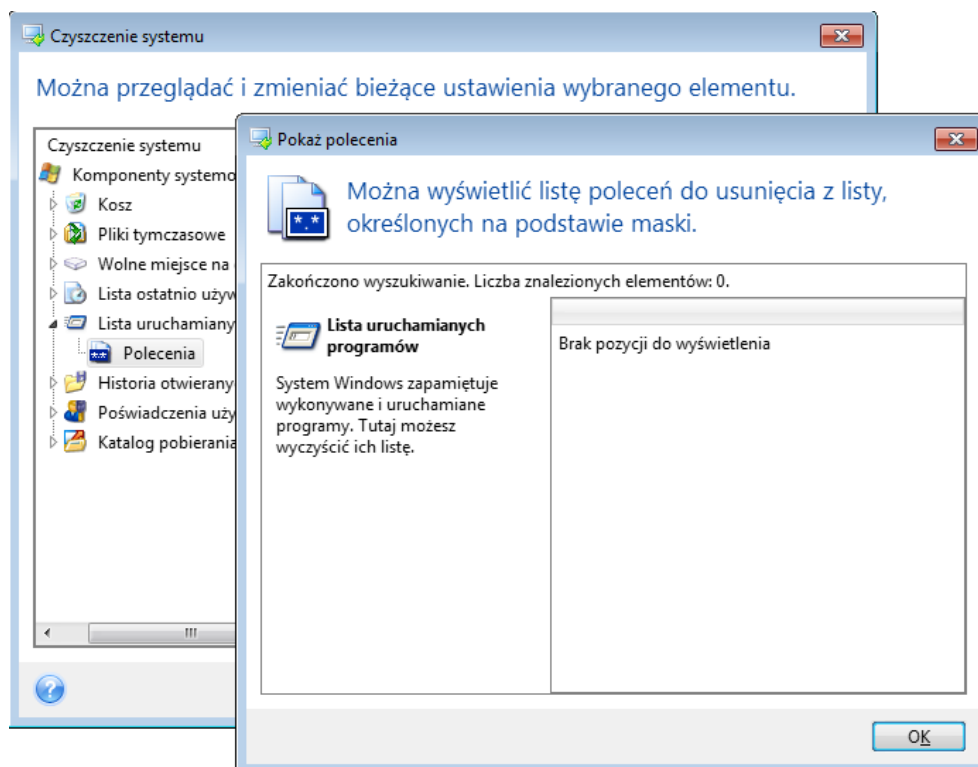 Czyszczenie systemu
Można przeglądać i zmieniać bieżące ustawienia wybranego elementu.
Czyszczenie systemu
Komponenty systemo
Kosz
Pliki tymczasowe
Wolne miejsce na
Lista ostatnio używ
Lista uruchamiany
Polecenia
Historia otwierany
Poświadczenia uży
Katalog pobierania
Pokaż polecenia
Można wyświetlić listę poleceń do usunięcia z listy,
określonych na podstawie maski.
*.*
Zakończono wyszukiwanie. Liczba znalezionych elementów: 0.
Lista uruchamianych
programów
System Windows zapamiętuje
wykonywane i uruchamiane
programy. Tutaj możesz
wyczyścić ich listę.
Brak pozycji do wyświetlenia
OK